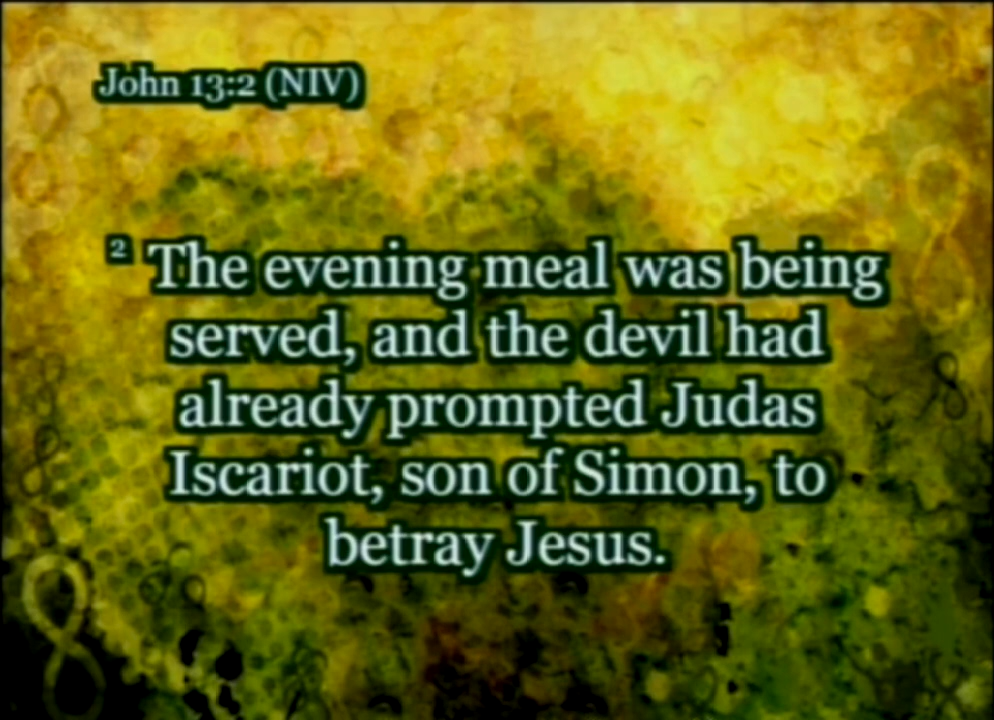 John 13:2 (NIV)
2 The evening meal was being
served, and the devil had
already prompted Judas
Iscariot, son of Simon, to
betray Jesus.